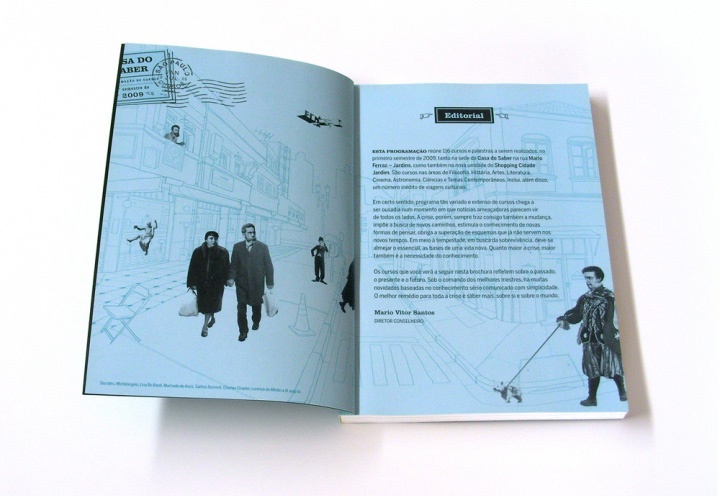 SA DO
ABER
SEMESTRE DE
2009
SÃO PAULO
JAN
Editorial
ESTA PROGRAMAÇÃO reúne 116 cursos e palestras a serem realizados, no
primeiro semestre de 2009, tanto na sede da Casa do Saber na rua Mario
Ferraz – Jardins, como também na nova unidade do Shopping Cidade
Jardim. São cursos nas áreas de Filosofia, História, Artes, Literatura,
Cinema, Astronomia, Ciências e Temas Contemporâneos. Inclui, além disso,
um número inédito de viagens culturais.
Em certo sentido, programa tão variado e extenso de cursos chega a
ser ousadia num momento em que notícias ameaçadoras parecem vir
de todos os lados. A crise, porém, sempre traz consigo também a mudança,
impõe a busca de novos caminhos, estimula o conhecimento de novas
formas de pensar, obriga a superação de esquemas que já não servem nos
novos tempos. Em meio à tempestade, em busca da sobrevivência, deve-se
almejar o essencial, as bases de uma vida nova. Quanto maior a crise, maior
também é a necessidade do conhecimento.
Os cursos que você verá a seguir nesta brochura refletem sobre o passado,
o presente e o futuro. Sob o comando dos melhores mestres, há muitas
novidades baseadas no conhecimento sério comunicado com simplicidade.
O melhor remédio para toda a crise é saber mais, sobre si e sobre o mundo.
Mario Vitor Santos
DIRETOR CONSELHEIRO